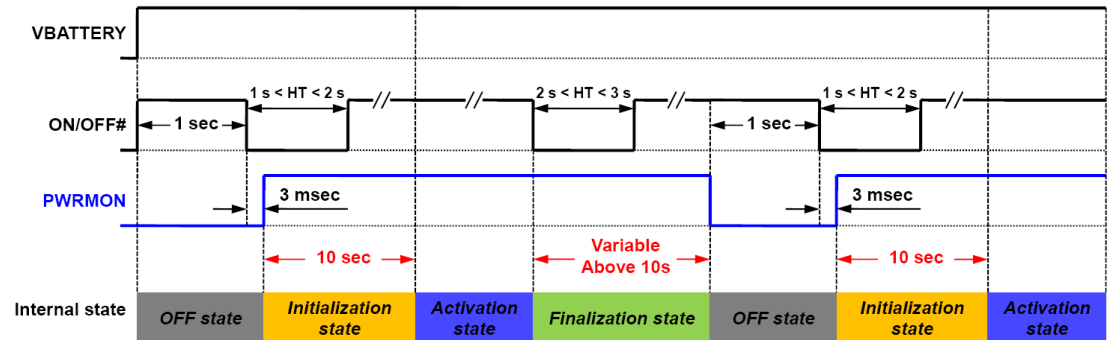 VBATTERY
1 s < HT < 2 s
2 s < HT < 3 s
1 s < HT < 2 s
//
//
//
//
ON/OFF#
1 sec
1 sec
PWRMON
3 msec
3 msec
10 sec
Variable
Above 10s
10 sec
Internal state
OFF state
Initialization
state
Activation
state
Finalization state
OFF state
Initialization
state
Activation
state